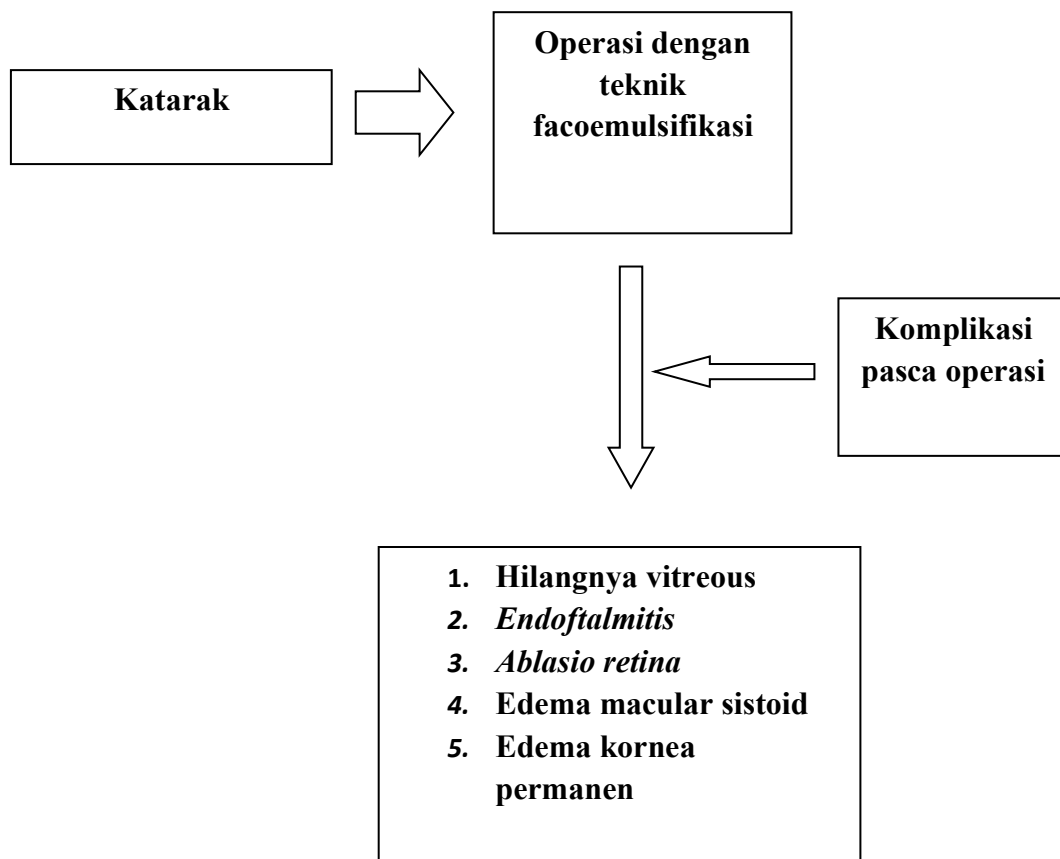 Katarak
Operasi dengan
teknik
facoemulsifikasi
Komplikasi
pasca operasi
1. Hilangnya vitreous
2. Endoftalmitis
3. Ablasio retina
4. Edema macular sistoid
5. Edema kornea
permanen